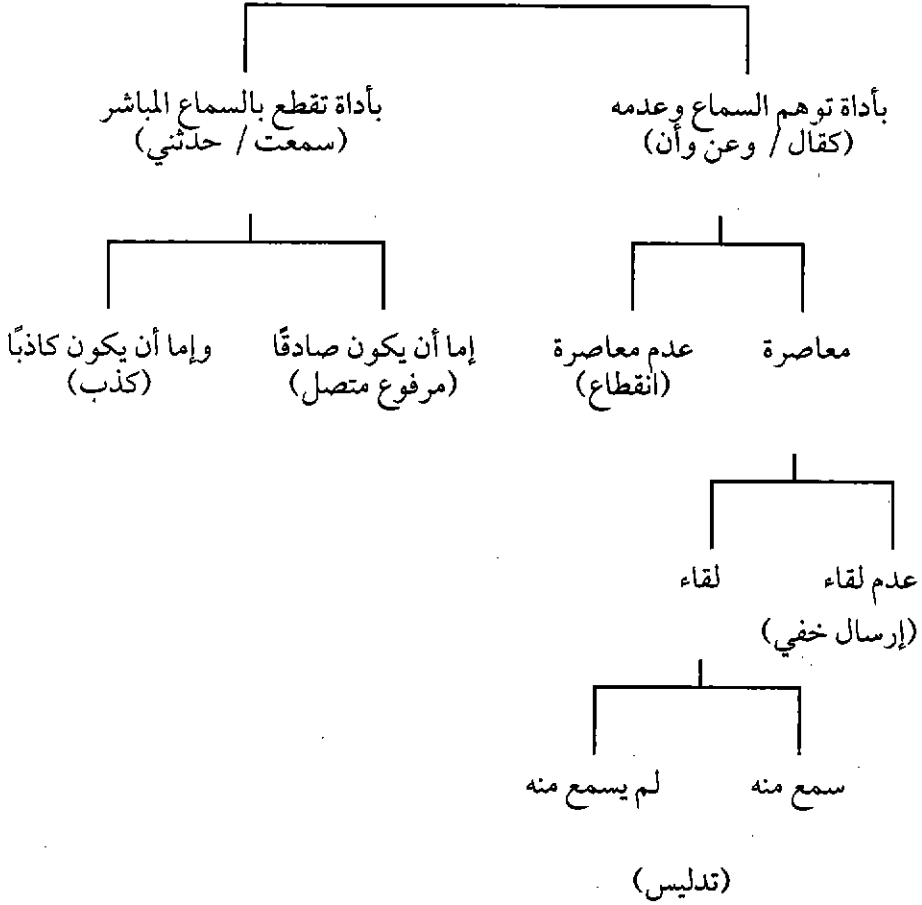 بأداة توهم السماع وعدمه
(كقال / وعن وأن)
بأداة تقطع بالسماع المباشر
(سمعت / حدثني)
معاصرة
عدم معاصرة
(انقطاع)
إما أن يكون صادقًا
(مرفوع متصل)
وإما أن يكون كاذبًا
(كذب)
عدم لقاء
(إرسال خفي)
لقاء
سمع منه
لم يسمع منه
(تدليس)